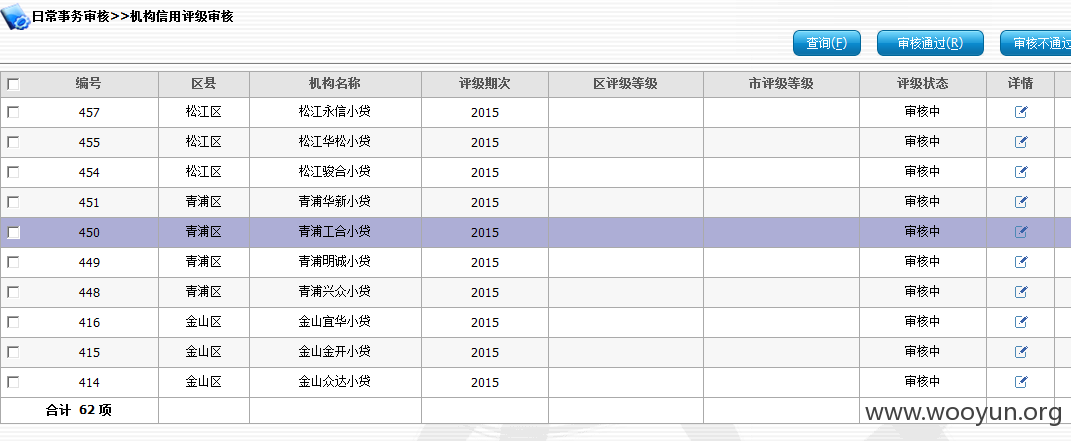 日常事务审核>>机构信用评级审核
查询(F) 审核通过(R) 审核不通过
编号 区县 机构名称 评级期次 区评级等级 市评级等级 评级状态 详情
457 松江区 松江永信小贷 2015 审核中
455 松江区 松江华松小贷 2015 审核中
454 松江区 松江骏合小贷 2015 审核中
451 青浦区 青浦华新小贷 2015 审核中
450 青浦区 青浦工合小贷 2015 审核中
449 青浦区 青浦明诚小贷 2015 审核中
448 青浦区 青浦兴众小贷 2015 审核中
416 金山区 金山宜华小贷 2015 审核中
415 金山区 金山金开小贷 2015 审核中
414 金山区 金山众达小贷 2015 审核中
合计 62 项
www.wooyun.org